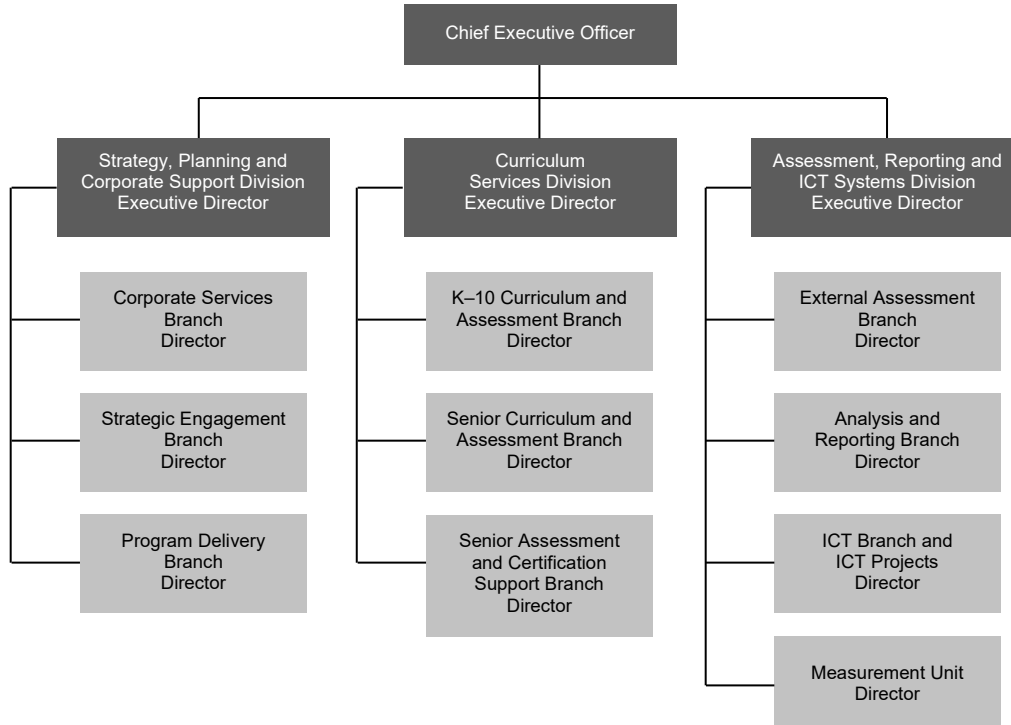 Chief Executive Officer
Strategy, Planning and
Corporate Support Division
Executive Director
Corporate Services
Branch
Director
Strategic Engagement
Branch
Director
Program Delivery
Branch
Director
Curriculum
Services Division
Executive Director
K–10 Curriculum and
Assessment Branch
Director
Senior Curriculum and
Assessment Branch
Director
Senior Assessment
and Certification
Support Branch
Director
Assessment, Reporting and
ICT Systems Division
Executive Director
External Assessment
Branch
Director
Analysis and
Reporting Branch
Director
ICT Branch and
ICT Projects
Director
Measurement Unit
Director